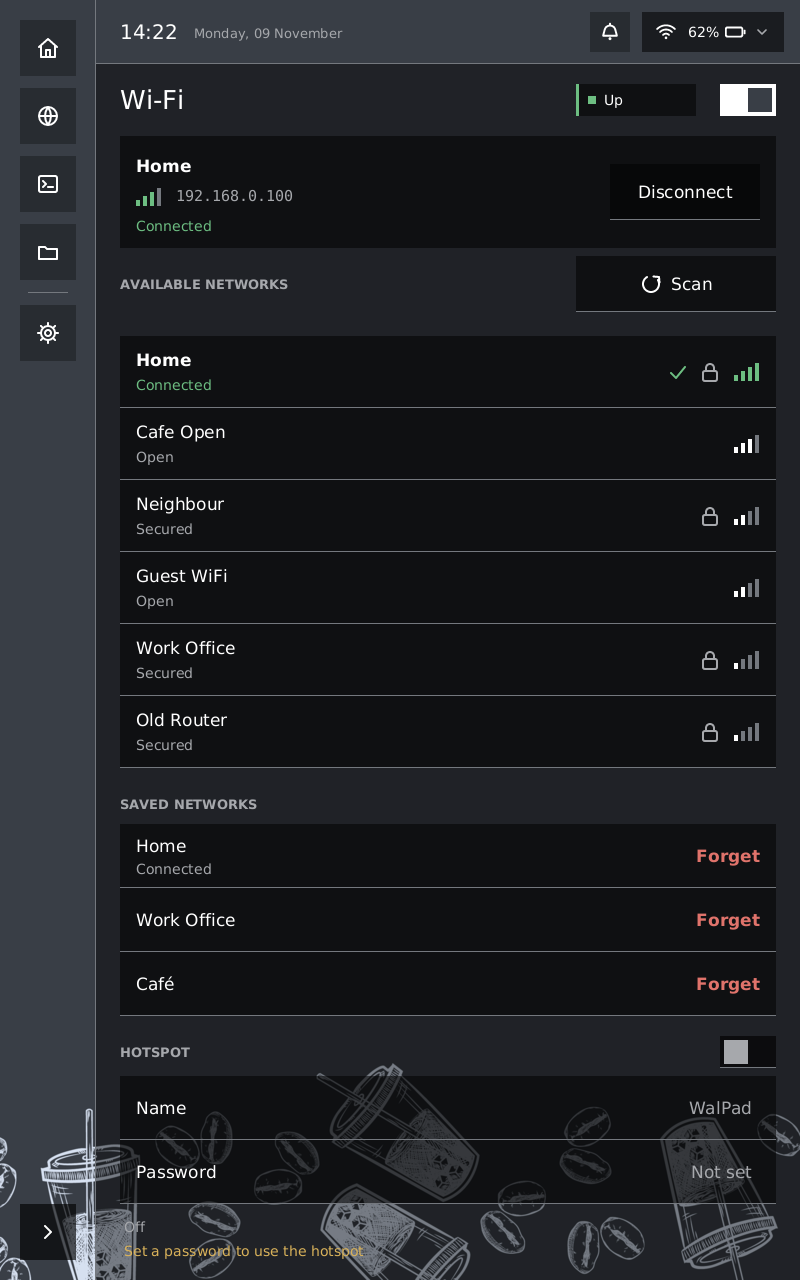 14:22 Monday, 09 November 62%
Wi-Fi Up
Home
192.168.0.100
Connected
Disconnect
AVAILABLE NETWORKS Scan
Home
Connected
Cafe Open
Open
Neighbour
Secured
Guest WiFi
Open
Work Office
Secured
Old Router
Secured
SAVED NETWORKS
Home
Connected
Forget
Work Office Forget
Café Forget
HOTSPOT
Name WalPad
Password Not set
Off
Set a password to use the hotspot